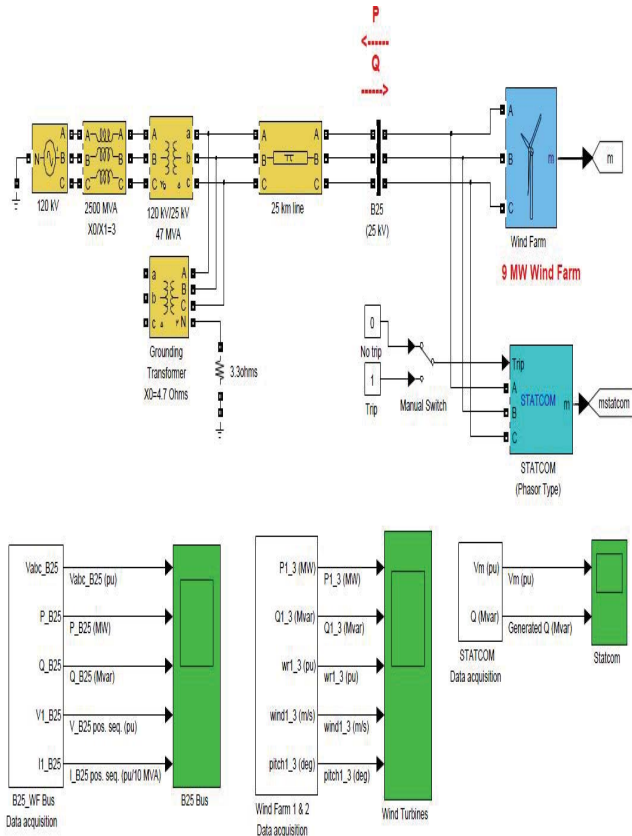 P
Q
N
A
B
C
A
B
C
A
B
C
A
B
C
a
b
c
A
B
C
A
B
C
A
B
C
m
m
120 kV
2500 MVA
X0/X1=3
120 kV/25 kV
47 MVA
25 km line
B25
(25 kV)
Wind Farm
9 MW Wind Farm
a
b
c
A
B
C
N
Grounding
Transformer
X0=4.7 Ohms
3.3ohms
0
No trip
1
Trip
Manual Switch
Trip
A
B
C
STATCOM
m
mstatcom
STATCOM
(Phasor Type)
Vabc_B25
Vabc_B25 (pu)
P_B25
P_B25 (MW)
Q_B25
Q_B25 (Mvar)
V1_B25
V_B25 pos. seq. (pu)
I1_B25
I_B25 pos. seq. (pu/10 MVA)
B25_WF Bus
Data acquisition
B25 Bus
P1_3 (MW)
P1_3 (MW)
Q1_3 (Mvar)
Q1_3 (Mvar)
wr1_3 (pu)
wr1_3 (pu)
wind1_3 (m/s)
wind1_3 (m/s)
pitch1_3 (deg)
pitch1_3 (deg)
Wind Farm 1 & 2
Data acquisition
Wind Turbines
Vm (pu)
Vm (pu)
Q (Mvar)
Generated Q (Mvar)
STATCOM
Data acquisition
Statcom